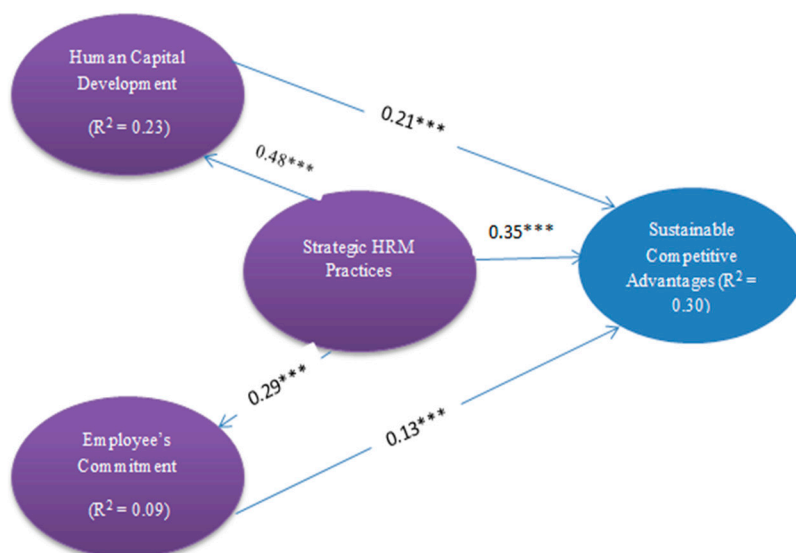 Human Capital
Development
(R² = 0.23)
0.21***
0.48***
Strategic HRM
Practices
0.35***
Sustainable
Competitive
Advantages (R² =
0.30)
0.29***
0.13***
Employee’s
Commitment
(R² = 0.09)